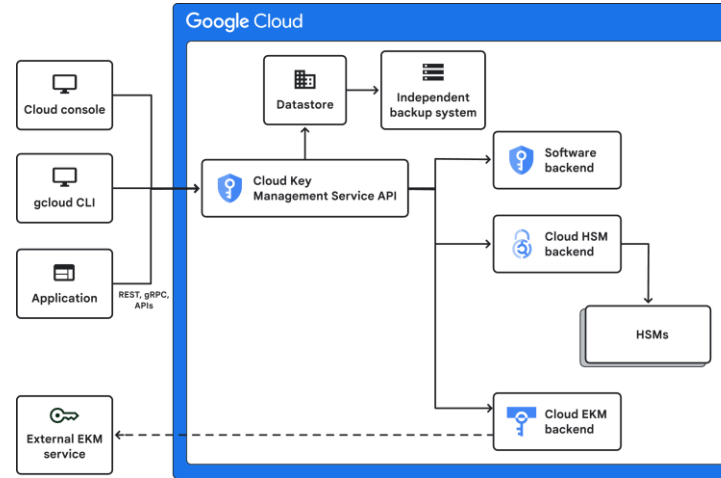 Google Cloud
Cloud console
Datastore
Independent
backup system
gcloud CLI
Cloud Key
Management Service API
Software
backend
Cloud HSM
backend
Application
REST, gRPC,
APIs
HSMs
External EKM
service
Cloud EKM
backend